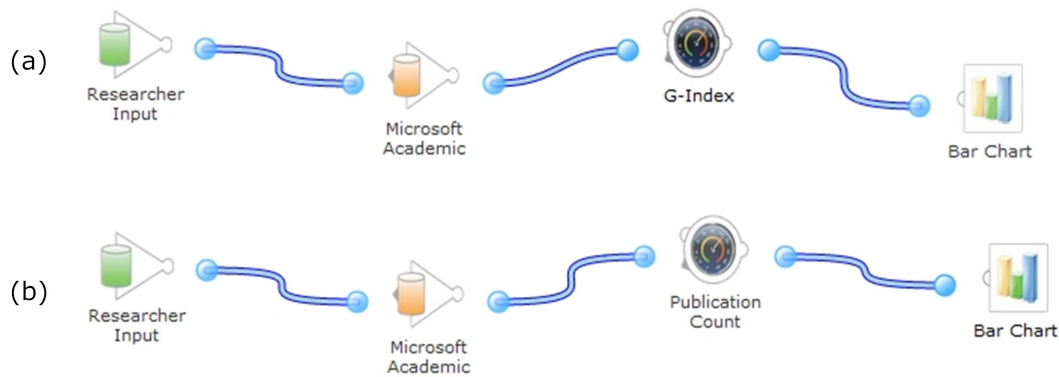 (a)
Researcher
Input
Microsoft
Academic
G-Index
Bar Chart
(b)
Researcher
Input
Microsoft
Academic
Publication
Count
Bar Chart